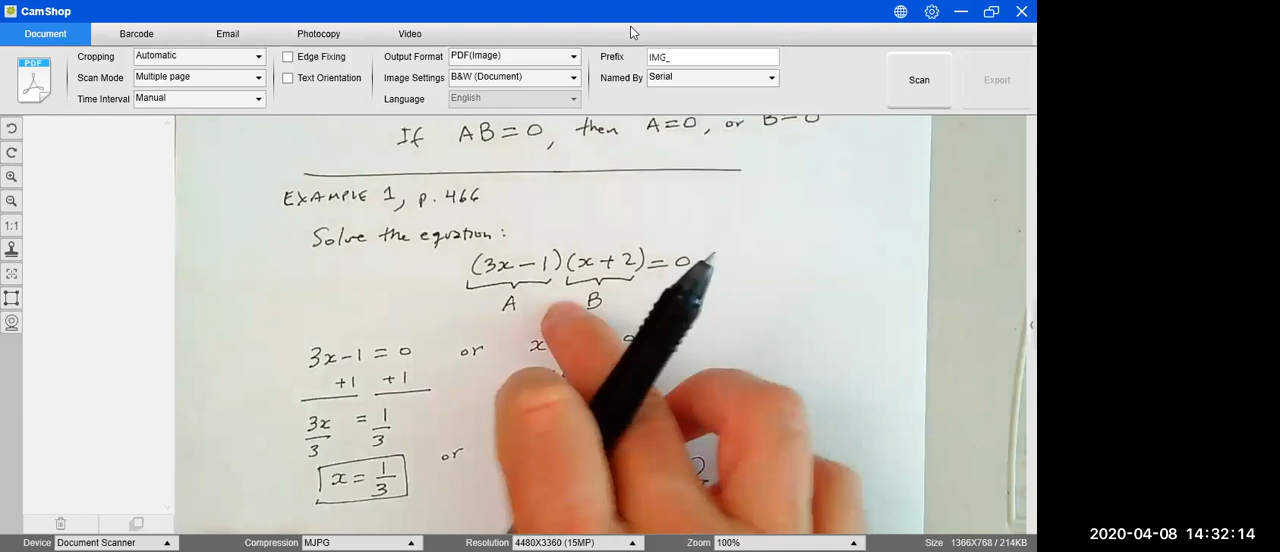 CamShop
Document Barcode Email Photocopy Video
PDF
Cropping Automatic Edge Fixing Output Format PDF(Image) Prefix IMG_
Scan Mode Multiple page Text Orientation Image Settings B&W (Document) Named By Serial Scan Export
Time Interval Manual Language English
1:1
If AB=0, then A=0, or B=0
EXAMPLE 1, p. 466
Solve the equation:
(3x-1)(x+2)=0
A B
3x-1=0 or x
+1 +1
3x/3 = 1/3
x = 1/3 or
2020-04-08 14:32:14
Device Document Scanner Compression MJPG Resolution 4480X3360 (15MP) Zoom 100% Size 1366X768 / 214KB